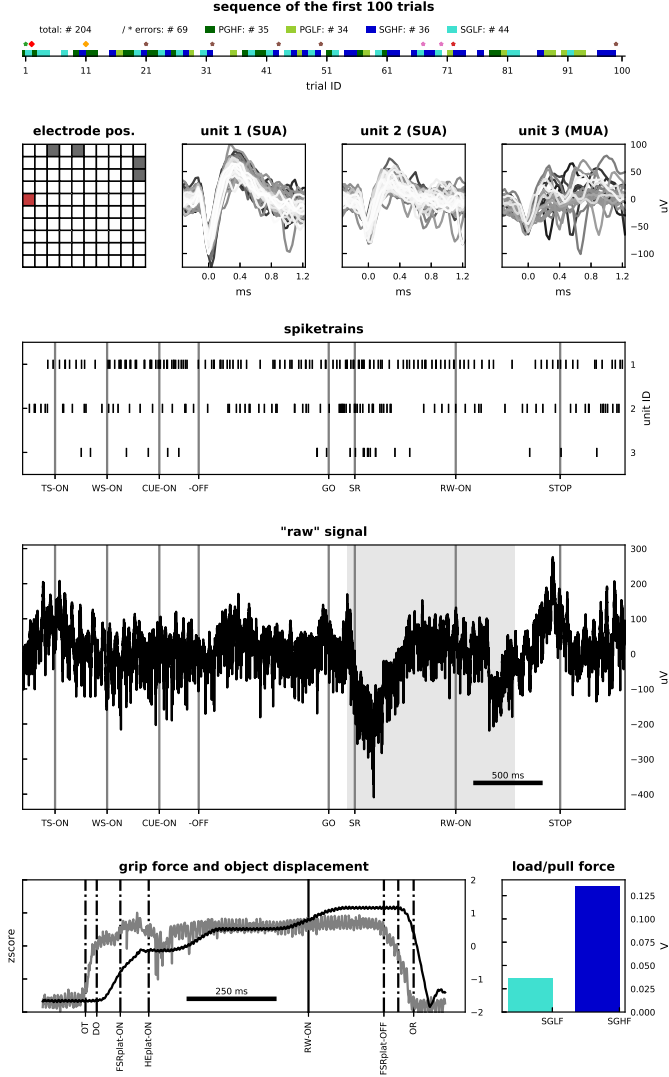 sequence of the first 100 trials
total: # 204 / * errors: # 69 PGHF: # 35 PGLF: # 34 SGHF: # 36 SGLF: # 44
1 11 21 31 41 51 61 71 81 91 100
trial ID
electrode pos. unit 1 (SUA) unit 2 (SUA) unit 3 (MUA)
100
50
0
−50
−100
uV
0.0 0.4 0.8 1.2 0.0 0.4 0.8 1.2 0.0 0.4 0.8 1.2
ms ms ms
spiketrains
1
2
3
unit ID
TS-ON WS-ON CUE-ON -OFF GO SR RW-ON STOP
"raw" signal
300
200
100
0
−100
−200
−300
−400
uV
500 ms
TS-ON WS-ON CUE-ON -OFF GO SR RW-ON STOP
grip force and object displacement load/pull force
2
1
0
−1
−2
zscore
250 ms
OT DO FSRplat-ON HEplat-ON RW-ON FSRplat-OFF OR
0.125
0.100
0.075
0.050
0.025
0.000
V
SGLF SGHF